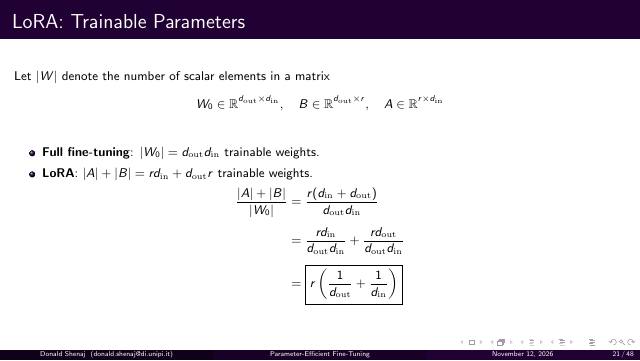 LoRA: Trainable Parameters
Let |W| denote the number of scalar elements in a matrix
W₀ ∈ ℝ^{d_out×d_in}, B ∈ ℝ^{d_out×r}, A ∈ ℝ^{r×d_in}
Full fine-tuning: |W₀| = d_out d_in trainable weights.
LoRA: |A| + |B| = rd_in + d_out r trainable weights.
(|A| + |B|) / |W₀| = r(d_in + d_out) / (d_out d_in)
= rd_in / (d_out d_in) + rd_out / (d_out d_in)
= r (1/d_out + 1/d_in)
Donald Shenaj (donald.shenaj@di.unipi.it) Parameter-Efficient Fine-Tuning November 12, 2026 21 / 48